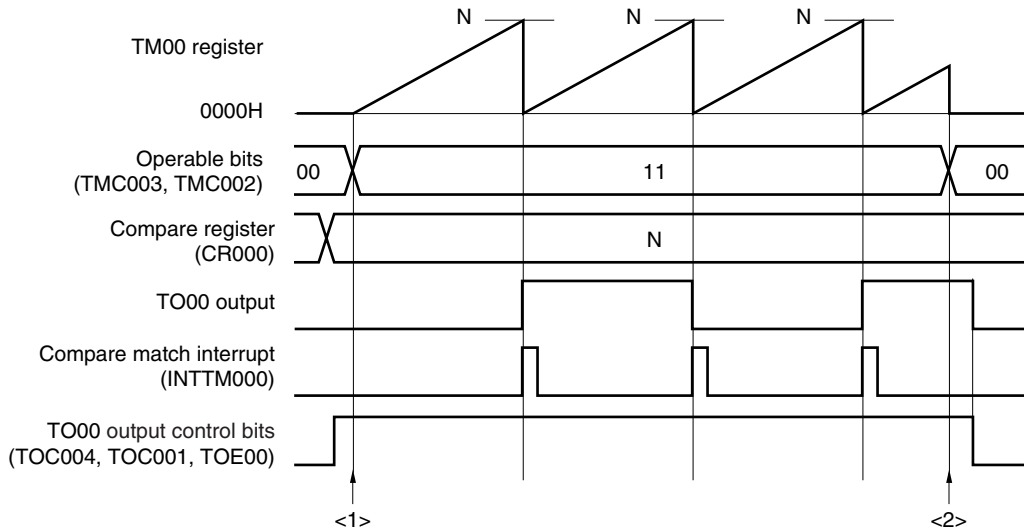 N N N
TM00 register
0000H
Operable bits
(TMC003, TMC002)
00 11 00
Compare register
(CR000)
N
TO00 output
Compare match interrupt
(INTTM000)
TO00 output control bits
(TOC004, TOC001, TOE00)
<1> <2>